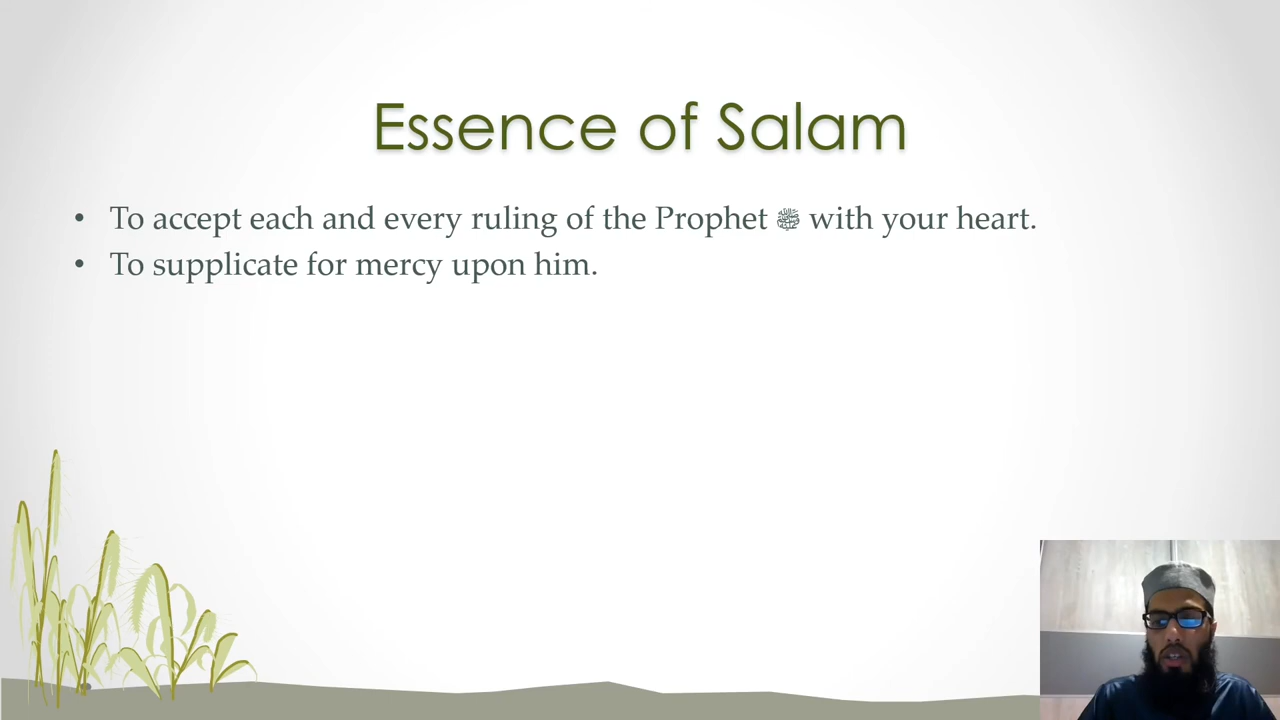 Essence of Salam
• To accept each and every ruling of the Prophet ﷺ with your heart.
• To supplicate for mercy upon him.